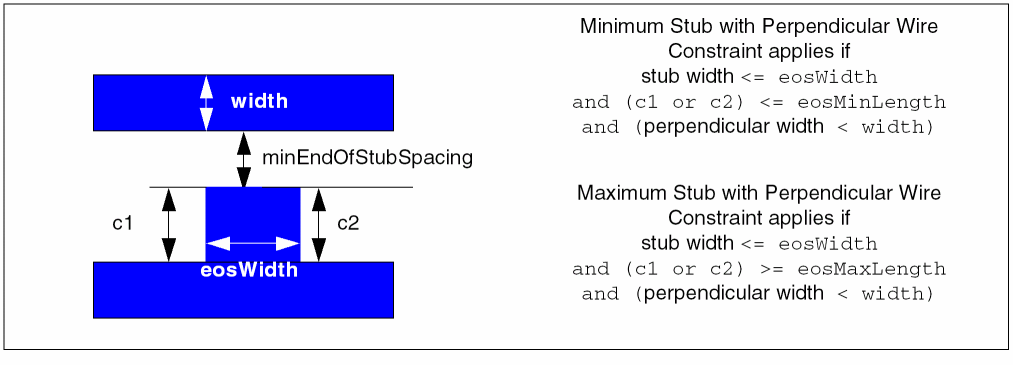 width
minEndOfStubSpacing
c1
c2
eosWidth
Minimum Stub with Perpendicular Wire
Constraint applies if
stub width <= eosWidth
and (c1 or c2) <= eosMinLength
and (perpendicular width < width)
Maximum Stub with Perpendicular Wire
Constraint applies if
stub width <= eosWidth
and (c1 or c2) >= eosMaxLength
and (perpendicular width < width)